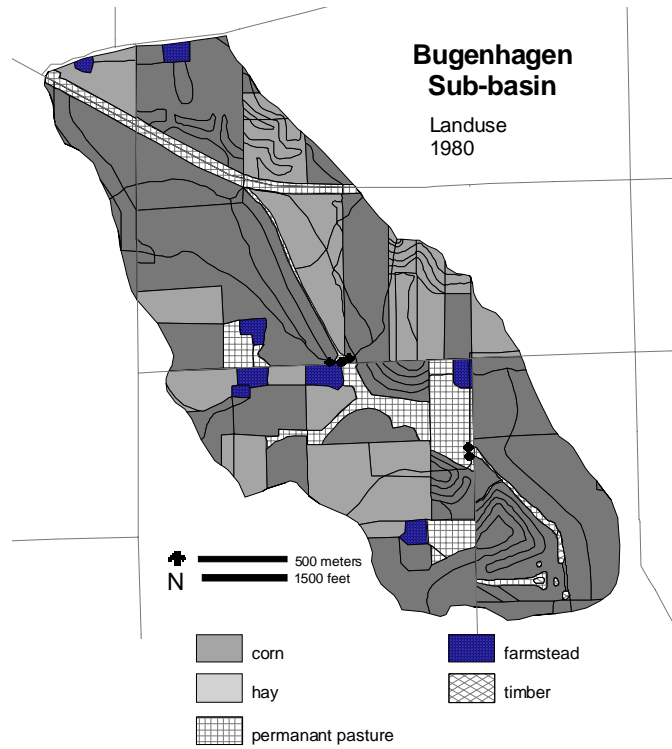 Bugenhagen
Sub-basin
Landuse
1980
500 meters
N
1500 feet
corn
farmstead
hay
timber
permanant pasture